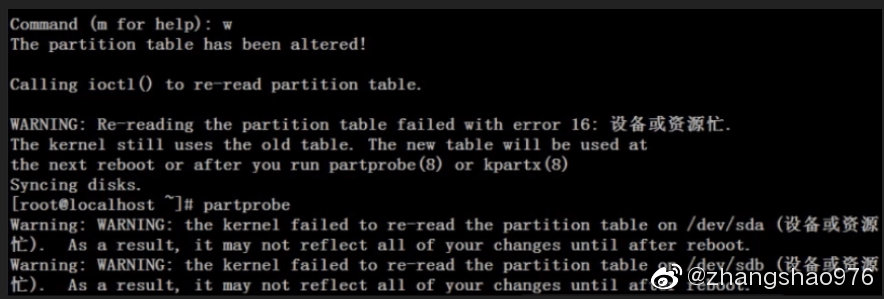 Command (m for help): w
The partition table has been altered!
Calling ioctl() to re-read partition table.
WARNING: Re-reading the partition table failed with error 16: 设备或资源忙.
The kernel still uses the old table. The new table will be used at
the next reboot or after you run partprobe(8) or kpartx(8)
Syncing disks.
[root@localhost ~]# partprobe
Warning: WARNING: the kernel failed to re-read the partition table on /dev/sda (设备或资源
忙).  As a result, it may not reflect all of your changes until after reboot.
Warning: WARNING: the kernel failed to re-read the partition table on /dev/sdb (设备或资源
忙).  As a result, it may not reflect all of your changes until after reboot.
@zhangshao976